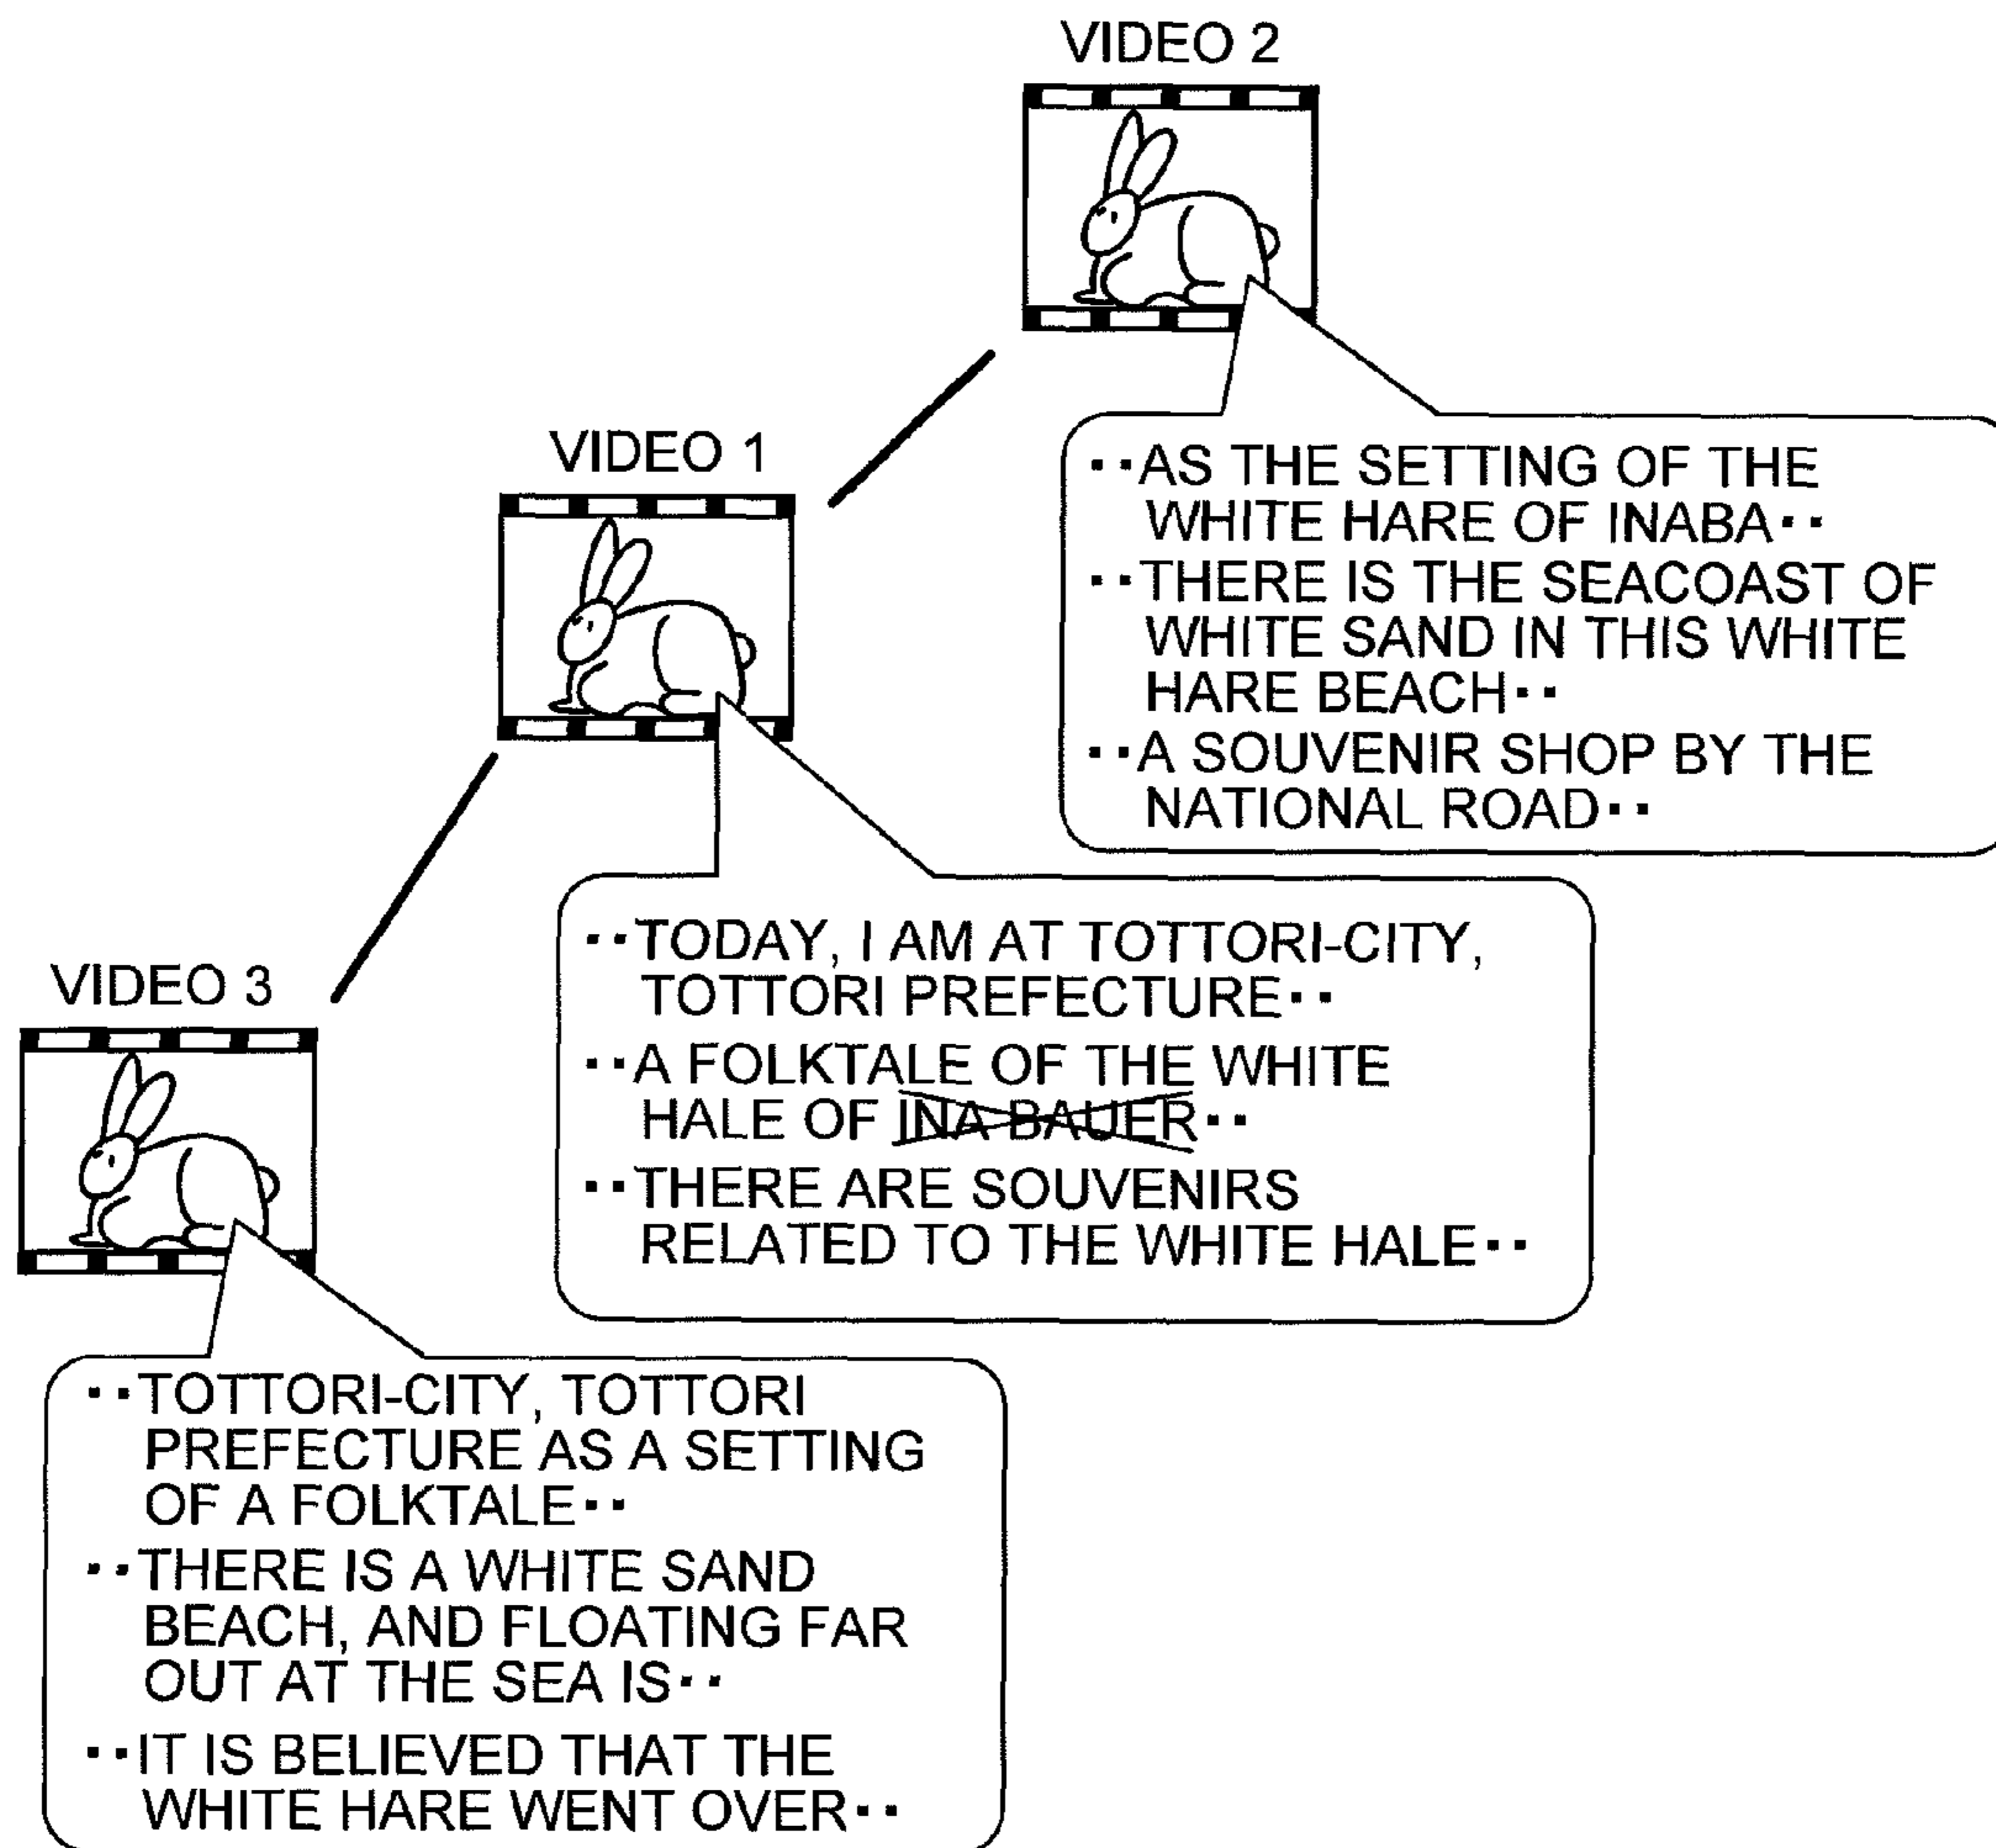 VIDEO 2
··AS THE SETTING OF THE
WHITE HARE OF INABA··
··THERE IS THE SEACOAST OF
WHITE SAND IN THIS WHITE
HARE BEACH··
··A SOUVENIR SHOP BY THE
NATIONAL ROAD··
VIDEO 1
··TODAY, I AM AT TOTTORI-CITY,
TOTTORI PREFECTURE··
··A FOLKTALE OF THE WHITE
HALE OF INA BAUER··
··THERE ARE SOUVENIRS
RELATED TO THE WHITE HALE··
VIDEO 3
··TOTTORI-CITY, TOTTORI
PREFECTURE AS A SETTING
OF A FOLKTALE··
··THERE IS A WHITE SAND
BEACH, AND FLOATING FAR
OUT AT THE SEA IS··
··IT IS BELIEVED THAT THE
WHITE HARE WENT OVER··